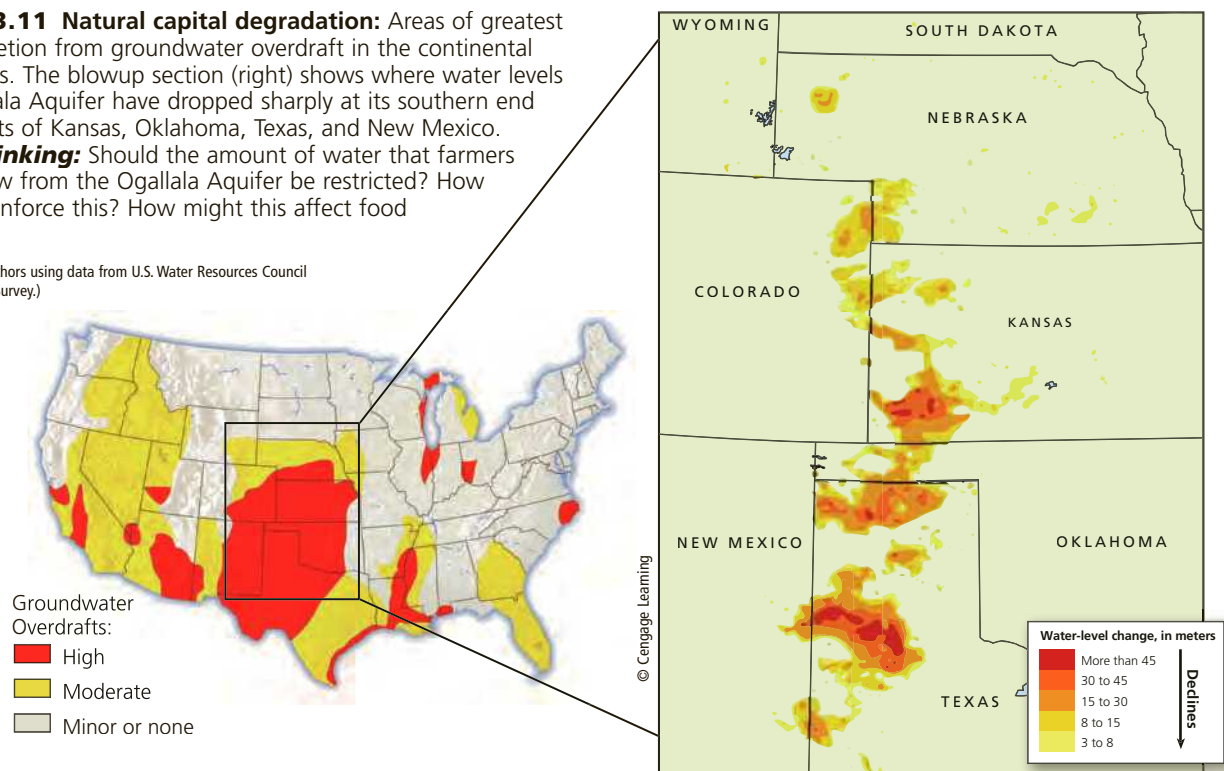 3.11 Natural capital degradation: Areas of greatest
etion from groundwater overdraft in the continental
s. The blowup section (right) shows where water levels
ala Aquifer have dropped sharply at its southern end
ts of Kansas, Oklahoma, Texas, and New Mexico.
inking: Should the amount of water that farmers
w from the Ogallala Aquifer be restricted? How
nforce this? How might this affect food
hors using data from U.S. Water Resources Council
urvey.)
Groundwater
Overdrafts:
High
Moderate
Minor or none
© Cengage Learning
WYOMING
SOUTH DAKOTA
NEBRASKA
COLORADO
KANSAS
NEW MEXICO
OKLAHOMA
TEXAS
Water-level change, in meters
More than 45
30 to 45
15 to 30
8 to 15
3 to 8
Declines